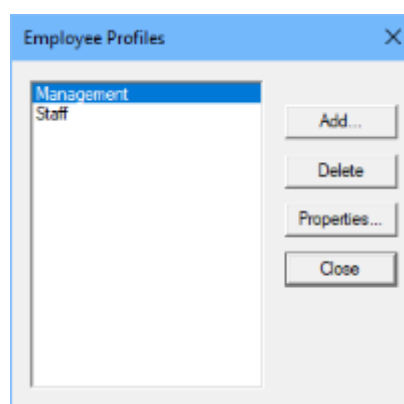 Employee Profiles
Management
Staff
Add...
Delete
Properties...
Close